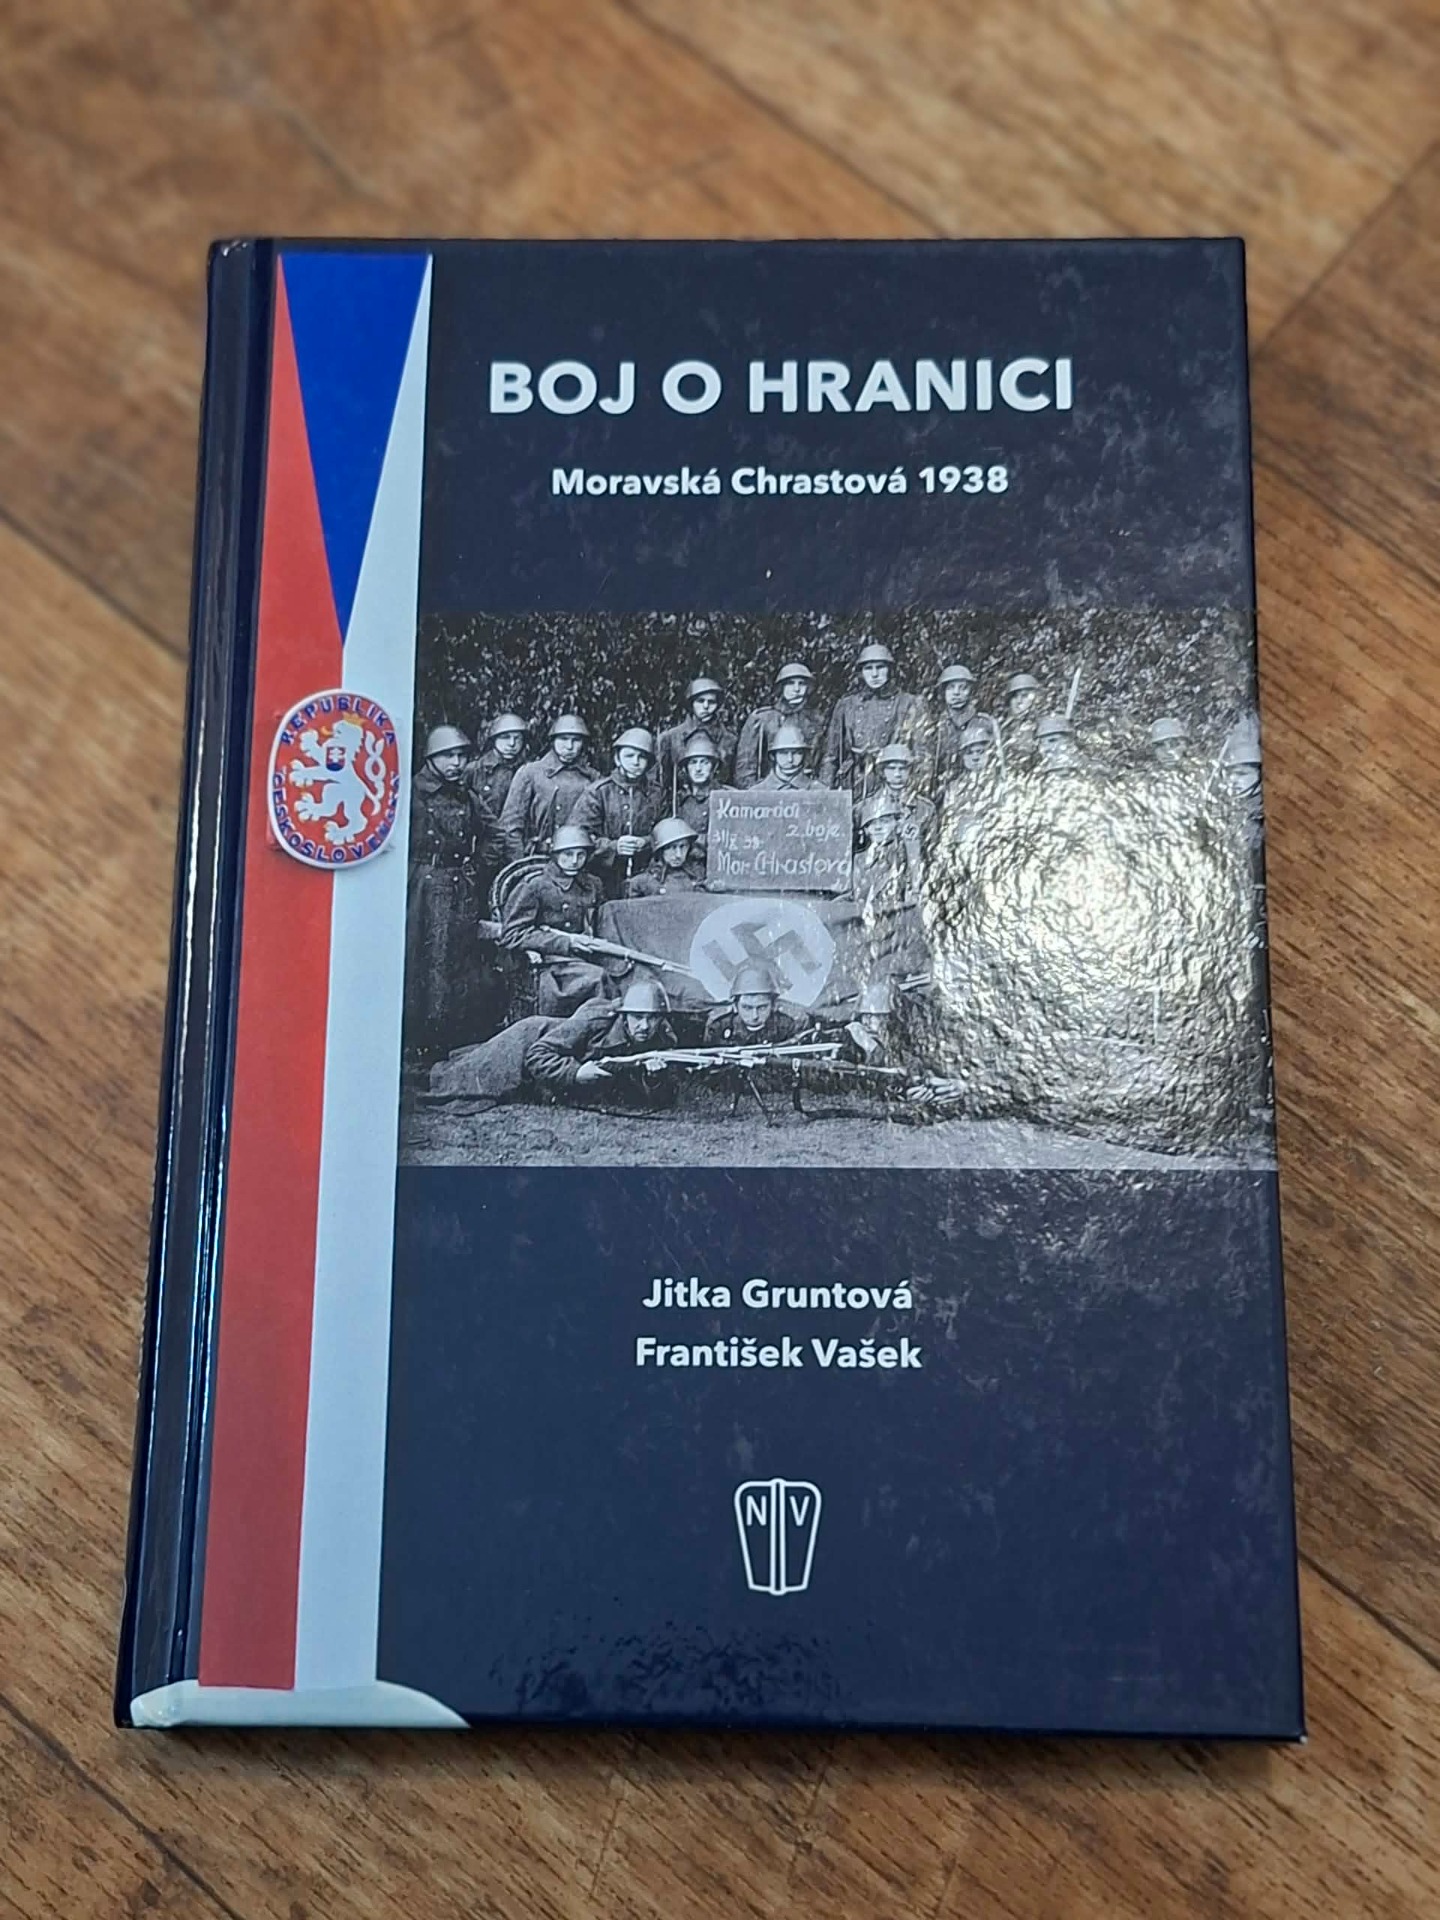 BOJ O HRANICI
Moravská Chrastová 1938
REPUBLIKA
ČESKOSLOVENSKÁ
Kamarádi
z boje.
Mor. Chrastová
Jitka Gruntová
František Vašek
N V